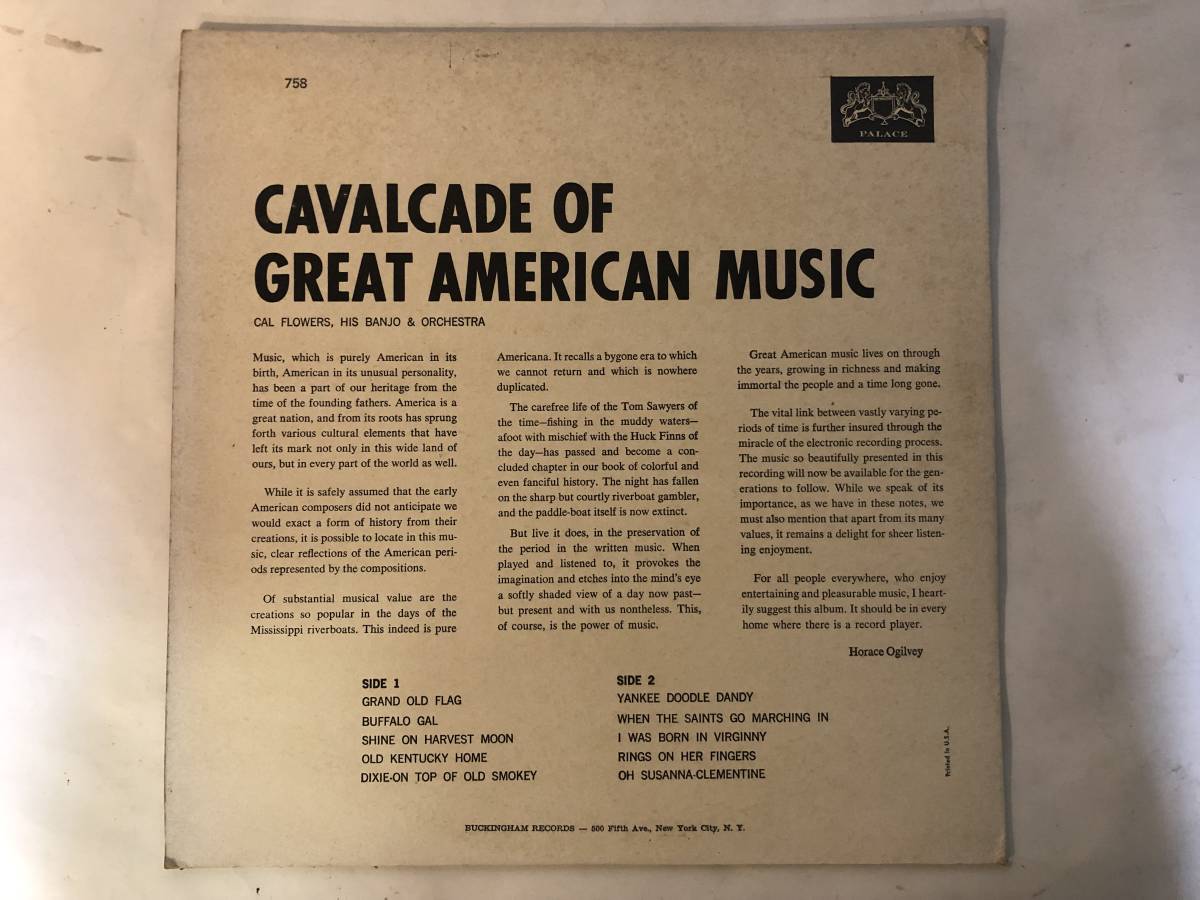 758
PALACE
CAVALCADE OF
GREAT AMERICAN MUSIC
CAL FLOWERS, HIS BANJO & ORCHESTRA
Music, which is purely American in its
birth, American in its unusual personality,
has been a part of our heritage from the
time of the founding fathers. America is a
great nation, and from its roots has sprung
forth various cultural elements that have
left its mark not only in this wide land of
ours, but in every part of the world as well.
While it is safely assumed that the early
American composers did not anticipate we
would exact a form of history from their
creations, it is possible to locate in this mu-
sic, clear reflections of the American peri-
ods represented by the compositions.
Of substantial musical value are the
creations so popular in the days of the
Mississippi riverboats. This indeed is pure
Americana. It recalls a bygone era to which
we cannot return and which is nowhere
duplicated.
The carefree life of the Tom Sawyers of
the time—fishing in the muddy waters—
afoot with mischief with the Huck Finns of
the day—has passed and become a con-
cluded chapter in our book of colorful and
even fanciful history. The night has fallen
on the sharp but courtly riverboat gambler,
and the paddle-boat itself is now extinct.
But live it does, in the preservation of
the period in the written music. When
played and listened to, it provokes the
imagination and etches into the mind's eye
a softly shaded view of a day now past—
but present and with us nontheless. This,
of course, is the power of music.
Great American music lives on through
the years, growing in richness and making
immortal the people and a time long gone.
The vital link between vastly varying pe-
riods of time is further insured through the
miracle of the electronic recording process.
The music so beautifully presented in this
recording will now be available for the gen-
erations to follow. While we speak of its
importance, as we have in these notes, we
must also mention that apart from its many
values, it remains a delight for sheer listen-
ing enjoyment.
For all people everywhere, who enjoy
entertaining and pleasurable music, I heart-
ily suggest this album. It should be in every
home where there is a record player.
Horace Ogilvey
SIDE 1
GRAND OLD FLAG
BUFFALO GAL
SHINE ON HARVEST MOON
OLD KENTUCKY HOME
DIXIE-ON TOP OF OLD SMOKEY
SIDE 2
YANKEE DOODLE DANDY
WHEN THE SAINTS GO MARCHING IN
I WAS BORN IN VIRGINNY
RINGS ON HER FINGERS
OH SUSANNA-CLEMENTINE
Printed in U.S.A.
BUCKINGHAM RECORDS — 500 Fifth Ave., New York City, N. Y.